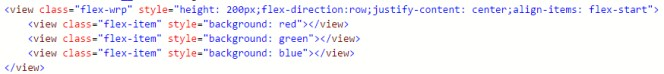 <view class="flex-wrp" style="height: 200px;flex-direction:row;justify-content: center;align-items: flex-start">
<view class="flex-item" style="background: red"></view>
<view class="flex-item" style="background: green"></view>
<view class="flex-item" style="background: blue"></view>
</view>